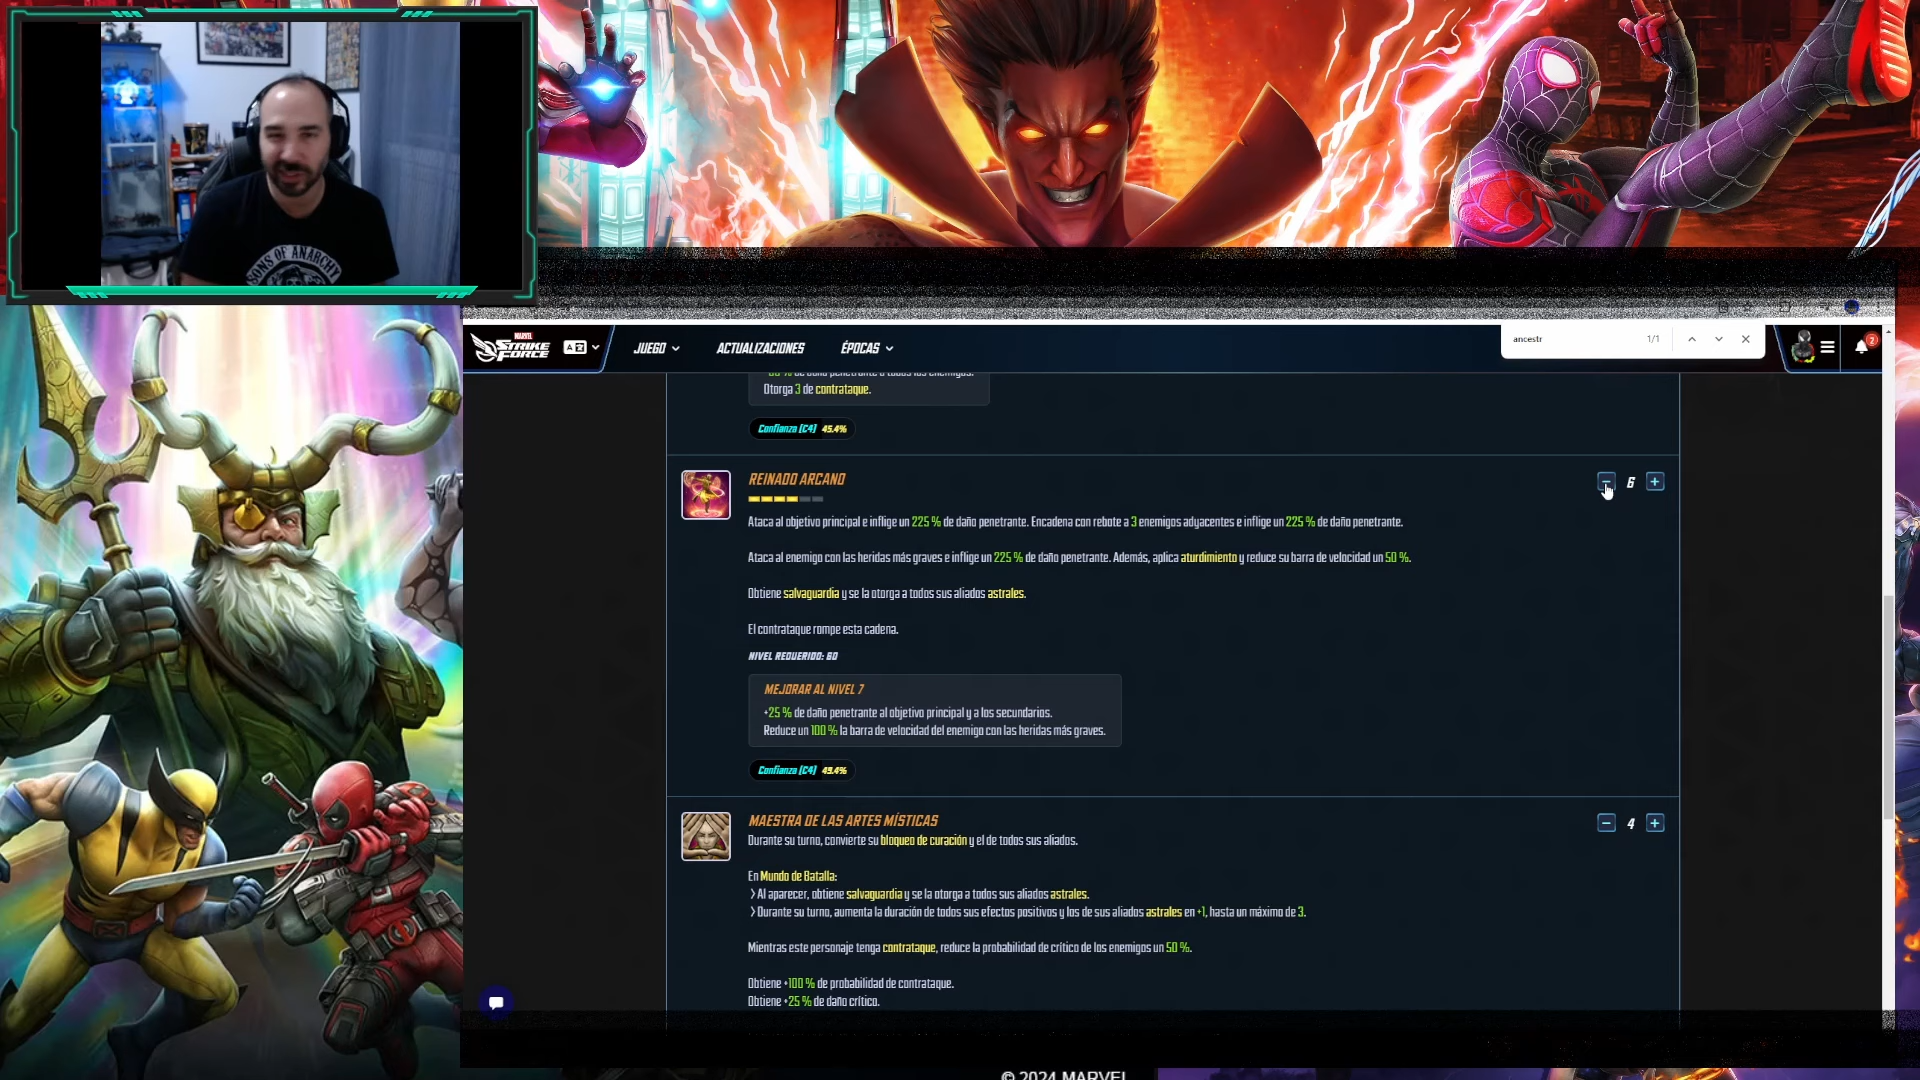 SONS OF ANARCHY
MARVEL
STRIKE FORCE
JUEGO
ACTUALIZACIONES
ÉPOCAS
ancestr
1/1
2
Otorga 3 de contrataque.
Confianza (C4) 45.4%
REINADO ARCANO
6
Ataca al objetivo principal e inflige un 225 % de daño penetrante. Encadena con rebote a 3 enemigos adyacentes e inflige un 225 % de daño penetrante.
Ataca al enemigo con las heridas más graves e inflige un 225 % de daño penetrante. Además, aplica aturdimiento y reduce su barra de velocidad un 50 %.
Obtiene salvaguardia y se la otorga a todos sus aliados astrales.
El contrataque rompe esta cadena.
NIVEL REQUERIDO: 60
MEJORAR AL NIVEL 7
+25 % de daño penetrante al objetivo principal y a los secundarios.
Reduce un 100 % la barra de velocidad del enemigo con las heridas más graves.
Confianza (C4) 49.4%
MAESTRA DE LAS ARTES MÍSTICAS
4
Durante su turno, convierte su bloqueo de curación y el de todos sus aliados.
En Mundo de Batalla:
> Al aparecer, obtiene salvaguardia y se la otorga a todos sus aliados astrales.
> Durante su turno, aumenta la duración de todos sus efectos positivos y los de sus aliados astrales en +1, hasta un máximo de 3.
Mientras este personaje tenga contrataque, reduce la probabilidad de crítico de los enemigos un 50 %.
Obtiene +100 % de probabilidad de contrataque.
Obtiene +25 % de daño crítico.
© 2024 MARVEL